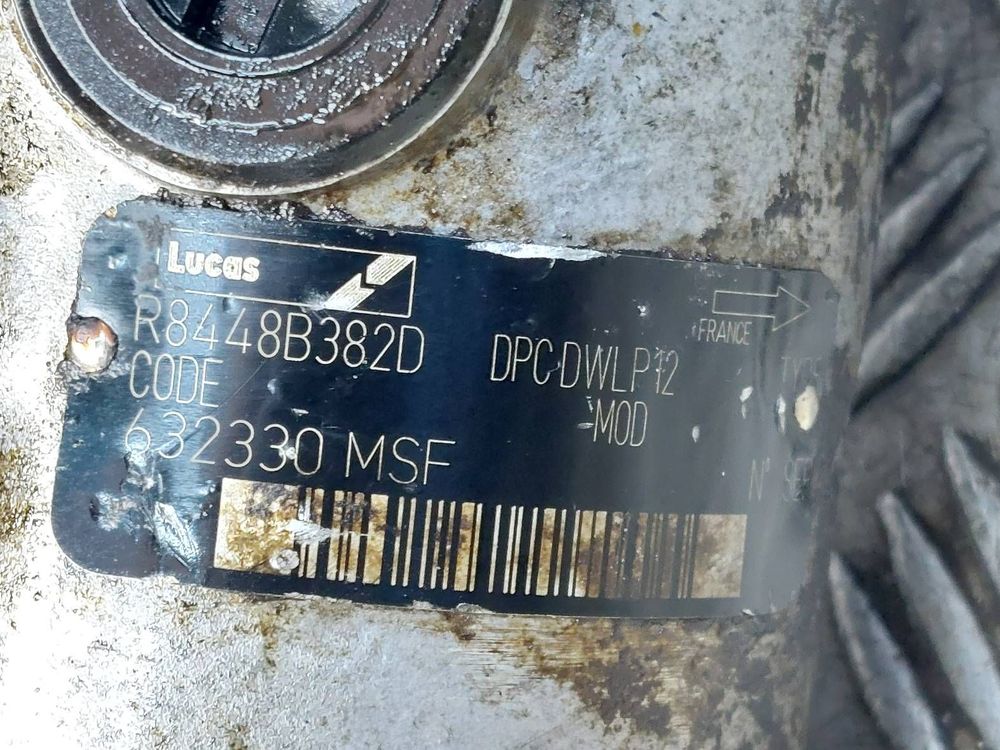 Lucas
FRANCE
R8448B382D DPC DWLP12
CODE MOD
632330 MSF N°